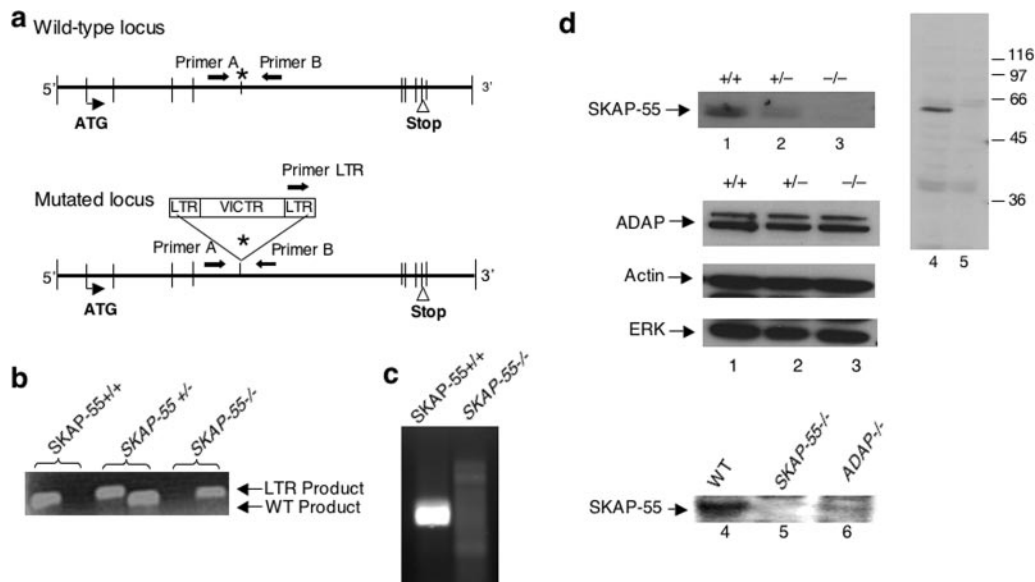 a
Wild-type locus
Primer A * Primer B
5' 3'
ATG Stop
Primer LTR
Mutated locus
LTR VICTR LTR
Primer A * Primer B
5' 3'
ATG Stop
b
SKAP-55+/+ SKAP-55 +/- SKAP-55-/-
LTR Product
WT Product
c
SKAP-55+/+ SKAP-55-/-
d
+/+ +/– –/–
SKAP-55
1 2 3
+/+ +/– –/–
ADAP
Actin
ERK
1 2 3
116
97
66
45
36
4 5
WT SKAP-55-/- ADAP-/-
SKAP-55
4 5 6